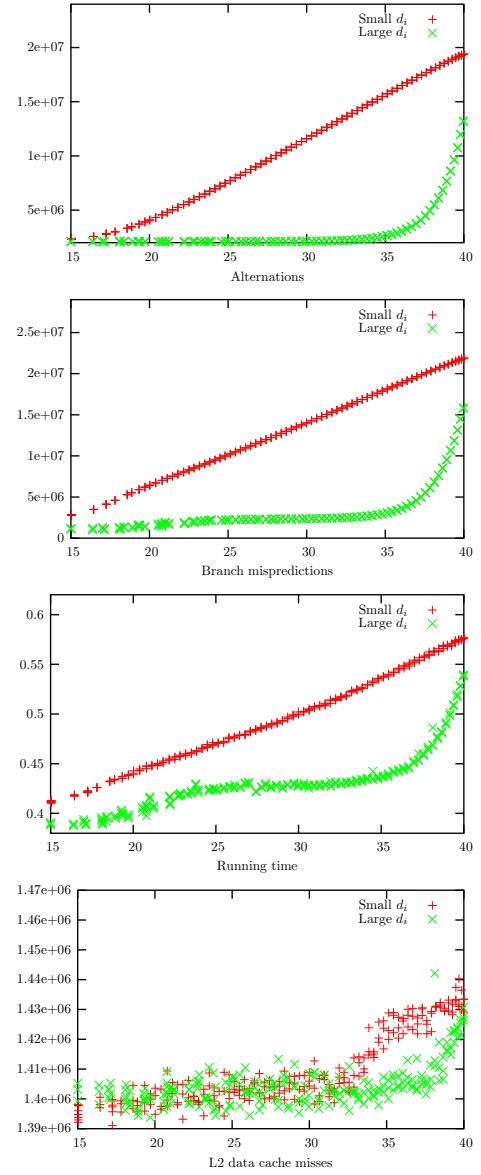 Small d_i
Large d_i
2e+07
1.5e+07
1e+07
5e+06
15 20 25 30 35 40
Alternations
Small d_i
Large d_i
2.5e+07
2e+07
1.5e+07
1e+07
5e+06
0
15 20 25 30 35 40
Branch mispredictions
Small d_i
Large d_i
0.6
0.55
0.5
0.45
0.4
15 20 25 30 35 40
Running time
1.47e+06
Small d_i
Large d_i
1.46e+06
1.45e+06
1.44e+06
1.43e+06
1.42e+06
1.41e+06
1.4e+06
1.39e+06
15 20 25 30 35 40
L2 data cache misses